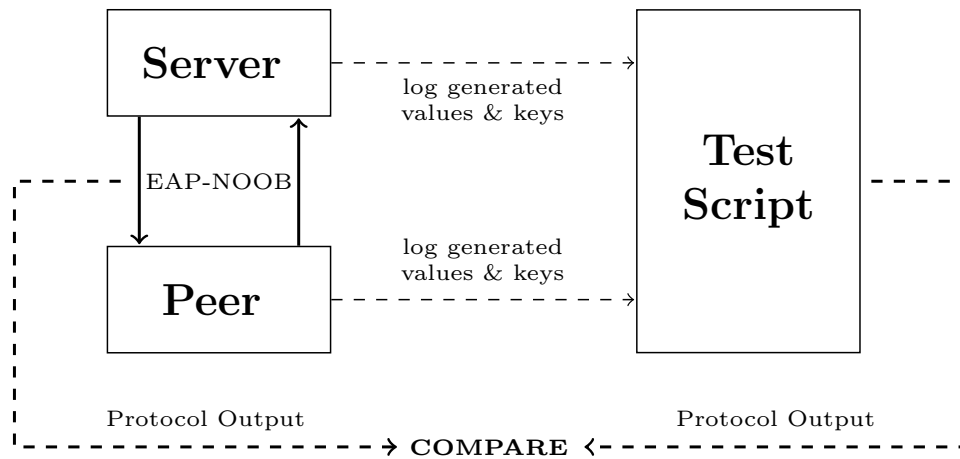 Server
log generated
values & keys
Test
Script
EAP-NOOB
log generated
values & keys
Peer
Protocol Output
Protocol Output
COMPARE